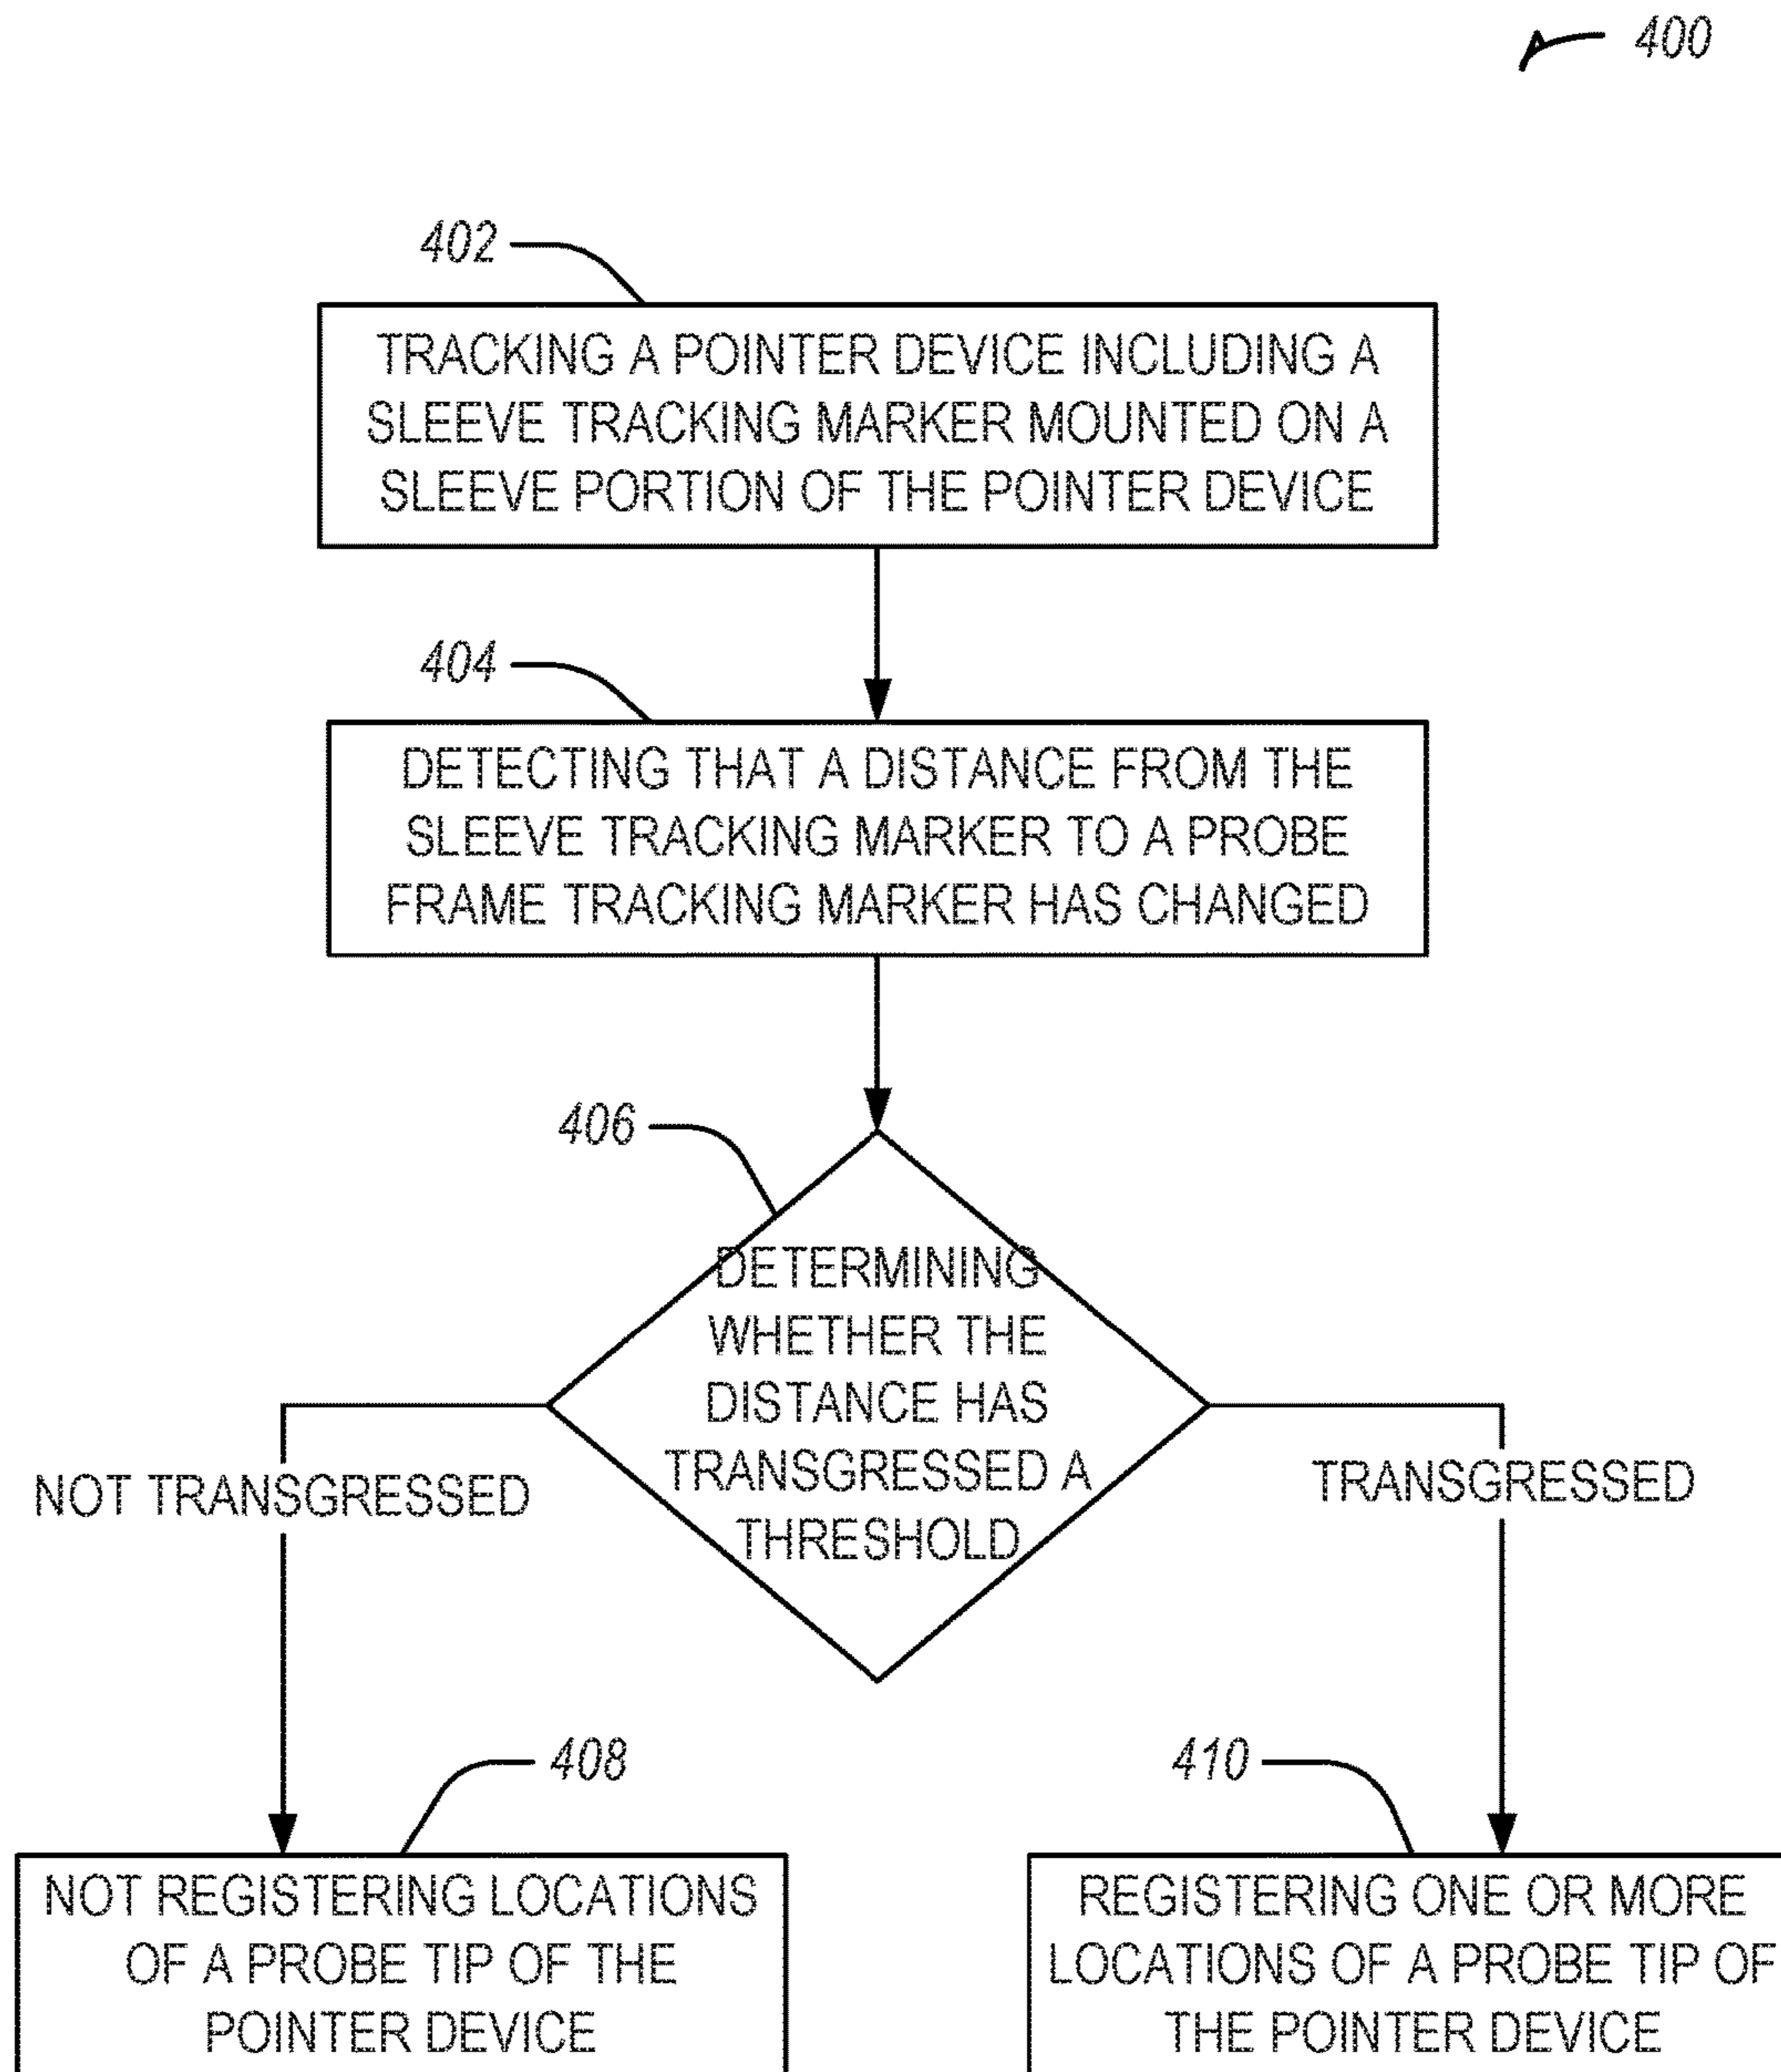 400
402
TRACKING A POINTER DEVICE INCLUDING A
SLEEVE TRACKING MARKER MOUNTED ON A
SLEEVE PORTION OF THE POINTER DEVICE
404
DETECTING THAT A DISTANCE FROM THE
SLEEVE TRACKING MARKER TO A PROBE
FRAME TRACKING MARKER HAS CHANGED
406
DETERMINING
WHETHER THE
DISTANCE HAS
TRANSGRESSED A
THRESHOLD
NOT TRANSGRESSED
TRANSGRESSED
408
NOT REGISTERING LOCATIONS
OF A PROBE TIP OF THE
POINTER DEVICE
410
REGISTERING ONE OR MORE
LOCATIONS OF A PROBE TIP OF
THE POINTER DEVICE